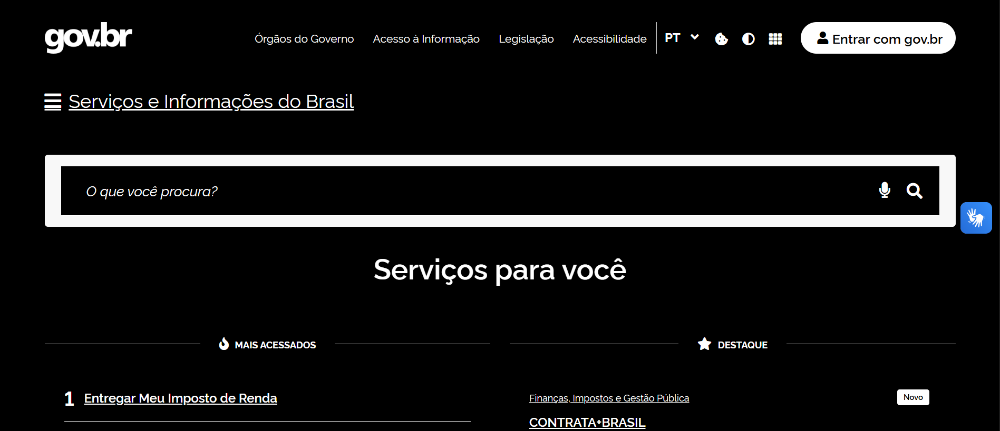 gov.br
Órgãos do Governo
Acesso à Informação
Legislação
Acessibilidade
PT
Entrar com gov.br
Serviços e Informações do Brasil
O que você procura?
Serviços para você
MAIS ACESSADOS
DESTAQUE
1 Entregar Meu Imposto de Renda
Finanças, Impostos e Gestão Pública
Novo
CONTRATA+BRASIL